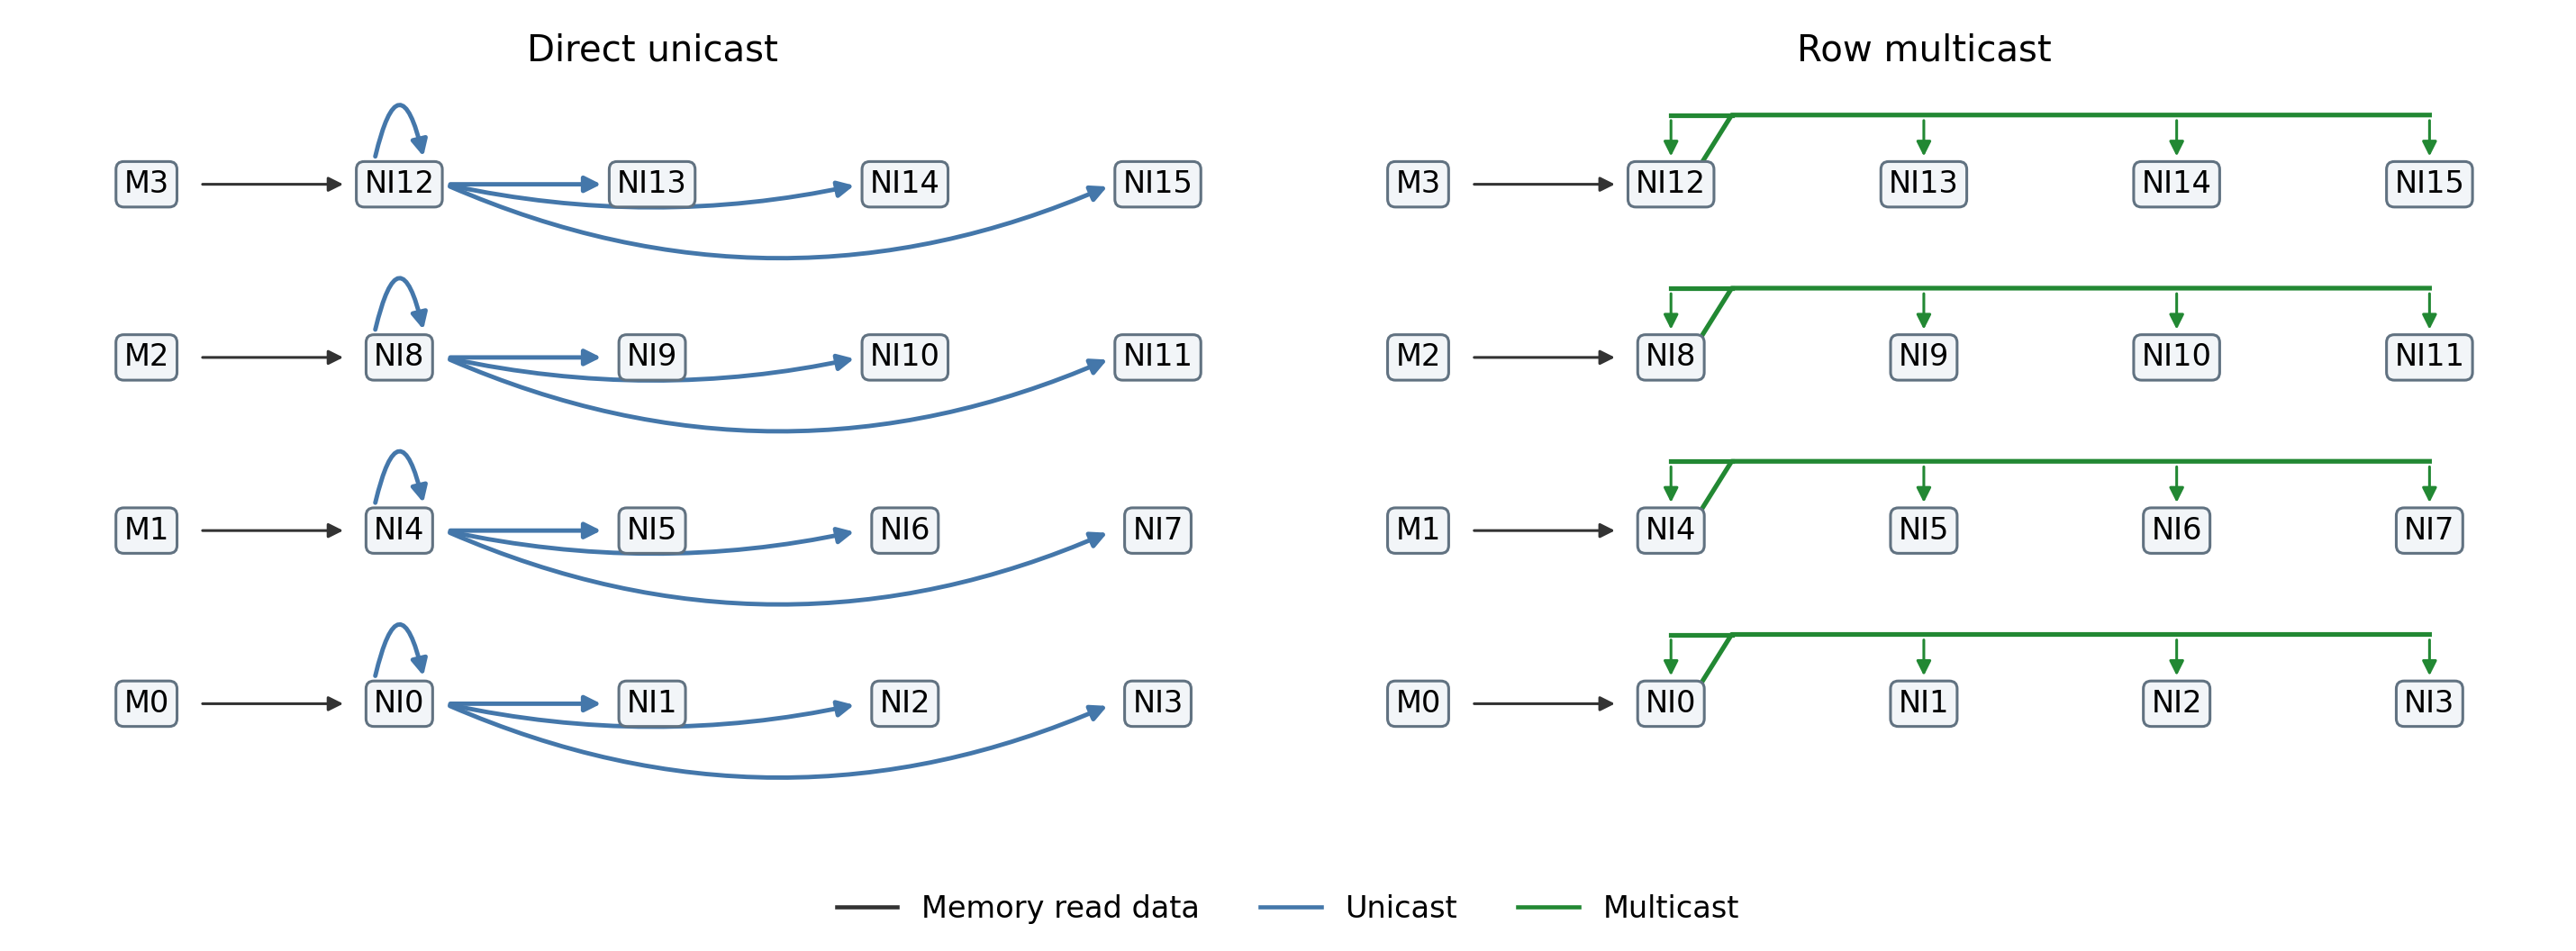 Direct unicast
Row multicast
M3 NI12 NI13 NI14 NI15
M3 NI12 NI13 NI14 NI15
M2 NI8 NI9 NI10 NI11
M2 NI8 NI9 NI10 NI11
M1 NI4 NI5 NI6 NI7
M1 NI4 NI5 NI6 NI7
M0 NI0 NI1 NI2 NI3
M0 NI0 NI1 NI2 NI3
Memory read data Unicast Multicast